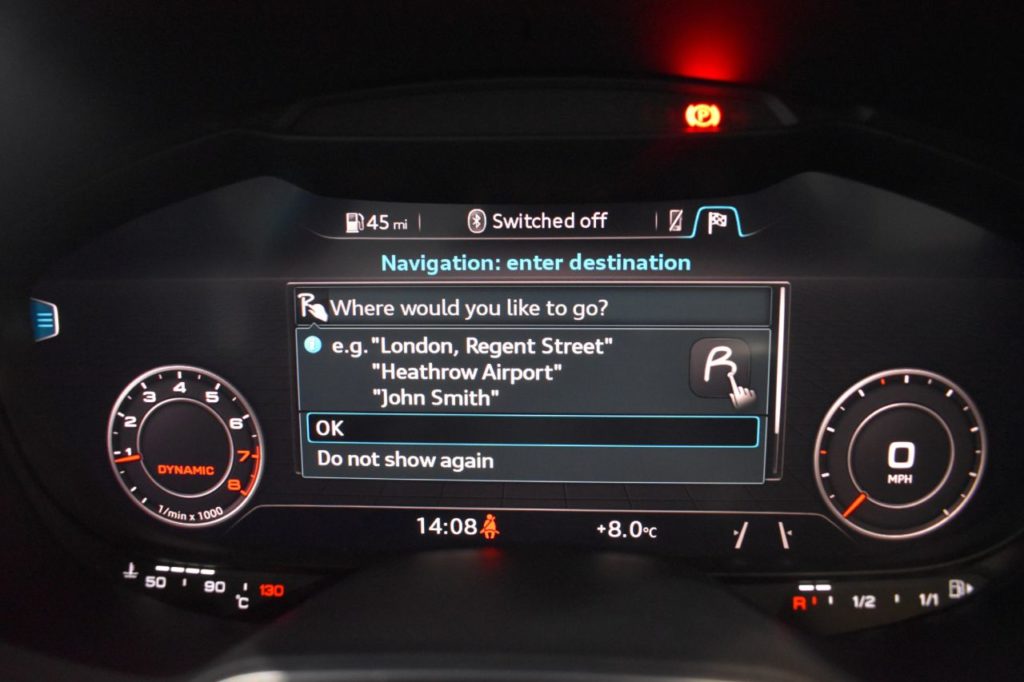 P
45 mi
Switched off
Navigation: enter destination
R Where would you like to go?
e.g. "London, Regent Street"
"Heathrow Airport"
"John Smith"
R
OK
Do not show again
1 2 3 4 5 6 7 8
DYNAMIC
1/min x 1000
0
MPH
14:08
+8.0°C
50 90 130
°C
R 1/2 1/1